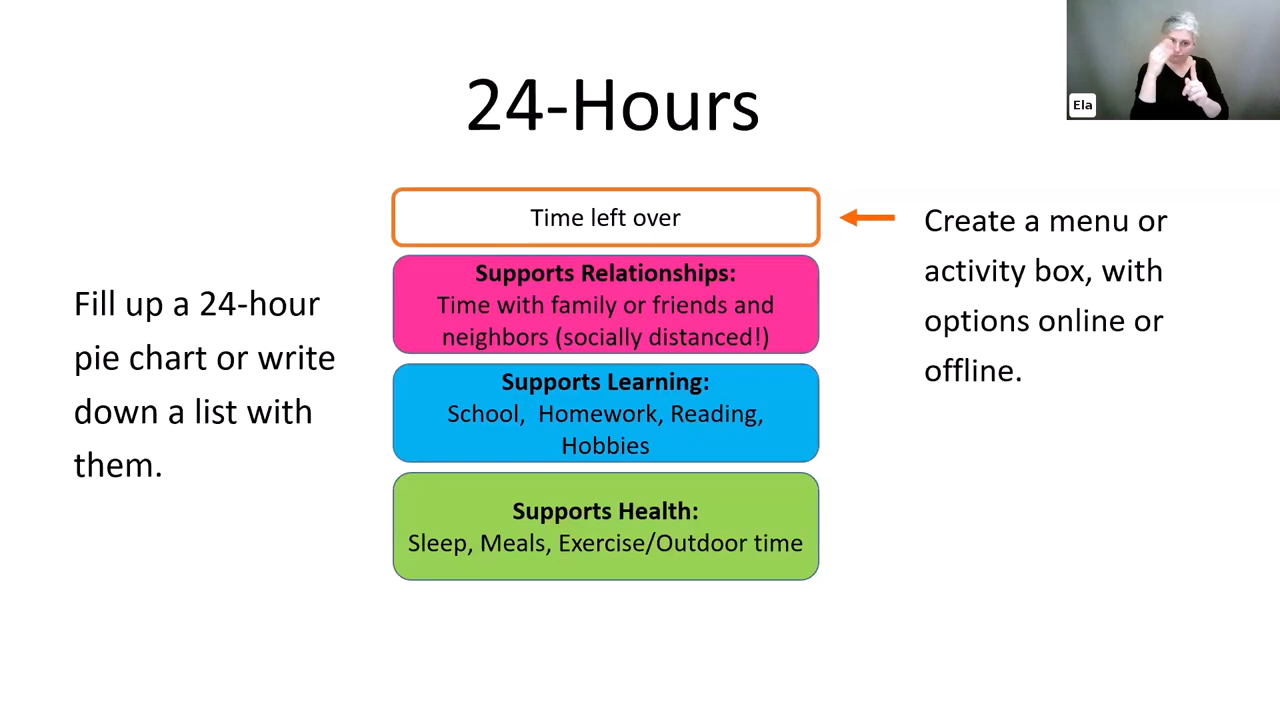 24-Hours
Ela
Fill up a 24-hour
pie chart or write
down a list with
them.
Time left over
Supports Relationships:
Time with family or friends and
neighbors (socially distanced!)
Supports Learning:
School,  Homework, Reading,
Hobbies
Supports Health:
Sleep, Meals, Exercise/Outdoor time
Create a menu or
activity box, with
options online or
offline.